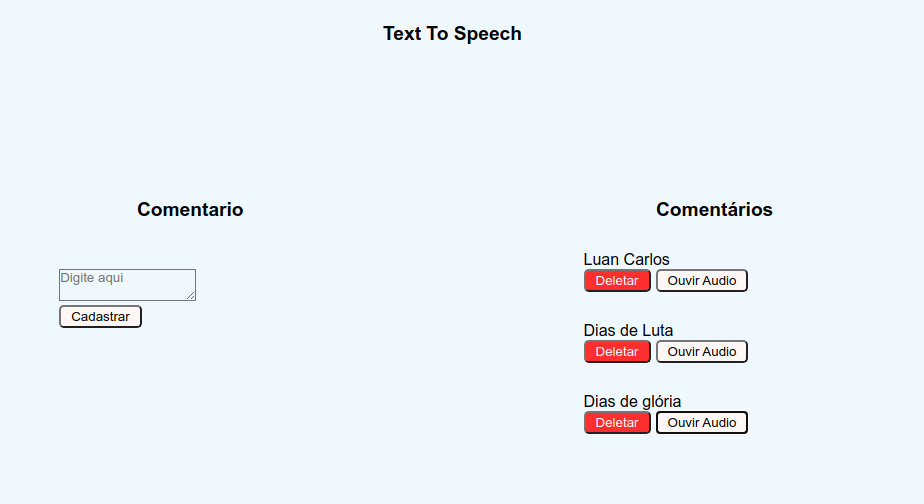 Text To Speech
Comentario
Digite aqui
Cadastrar
Comentários
Luan Carlos
Deletar Ouvir Audio
Dias de Luta
Deletar Ouvir Audio
Dias de glória
Deletar Ouvir Audio